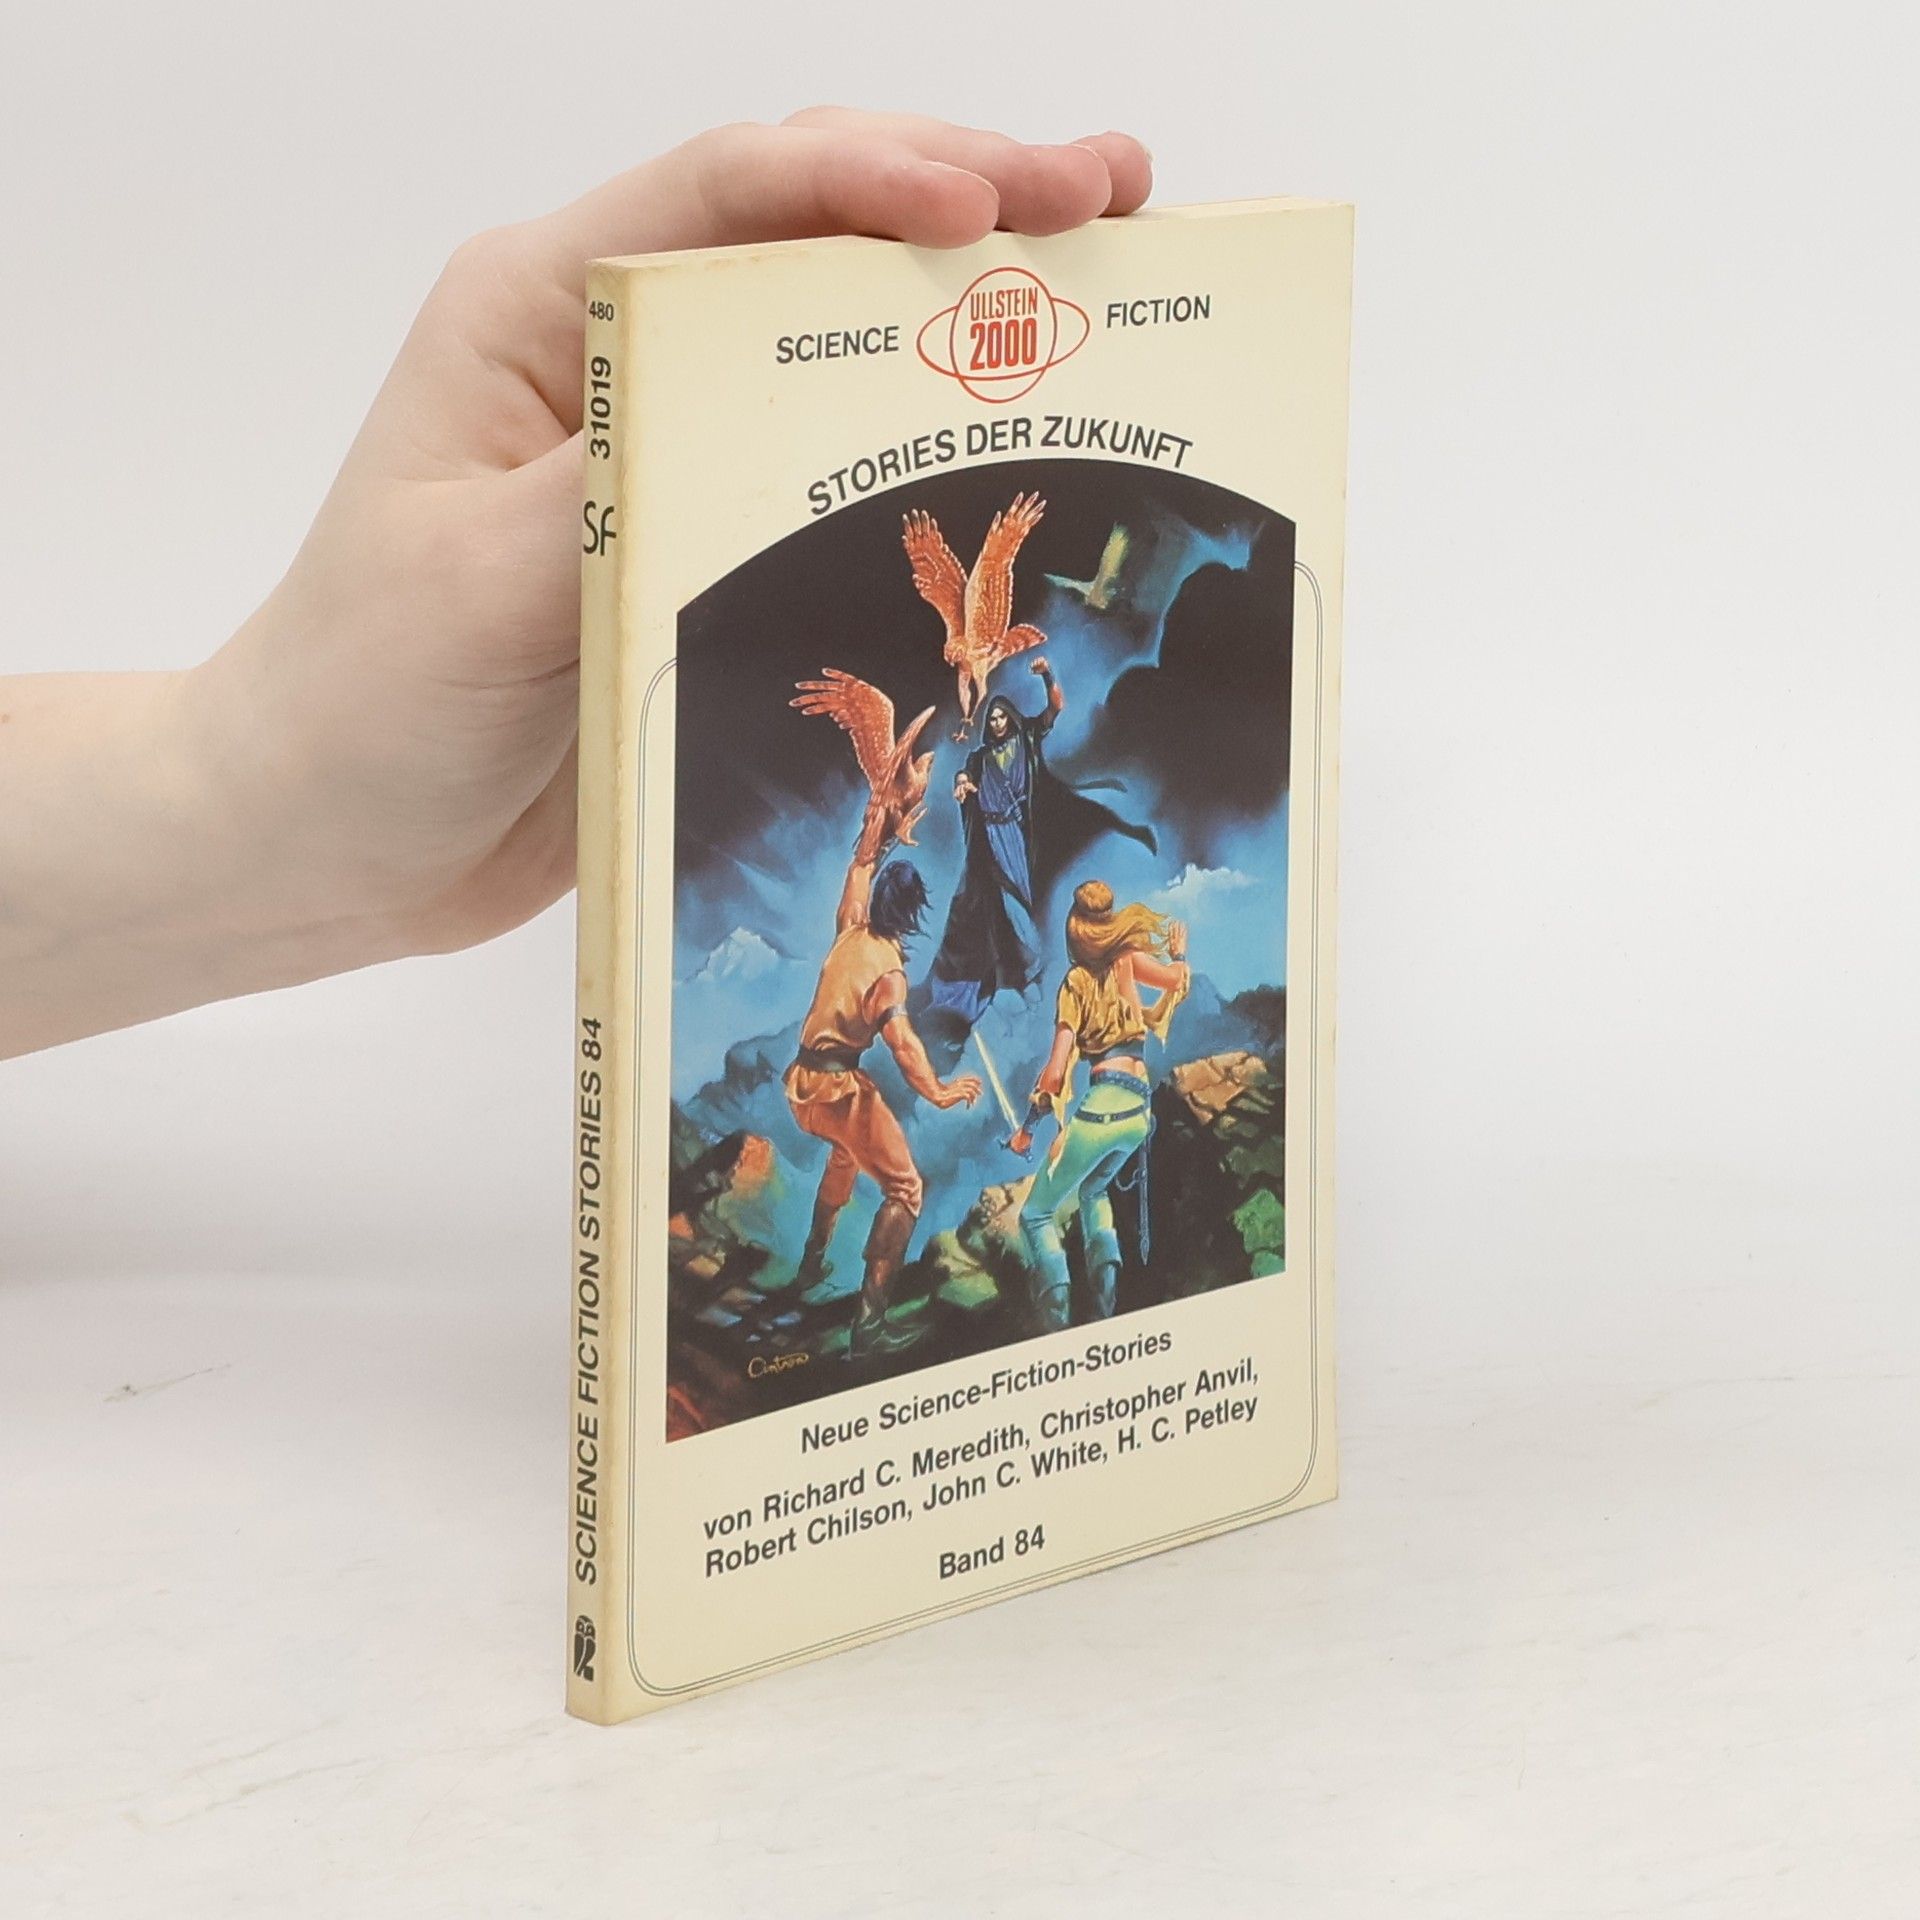 480
31019
SF
SCIENCE FICTION STORIES 84
SCIENCE
ULLSTEIN
2000
FICTION
STORIES DER ZUKUNFT
Cintron
Neue Science-Fiction-Stories
von Richard C. Meredith, Christopher Anvil,
Robert Chilson, John C. White, H. C. Petley
Band 84